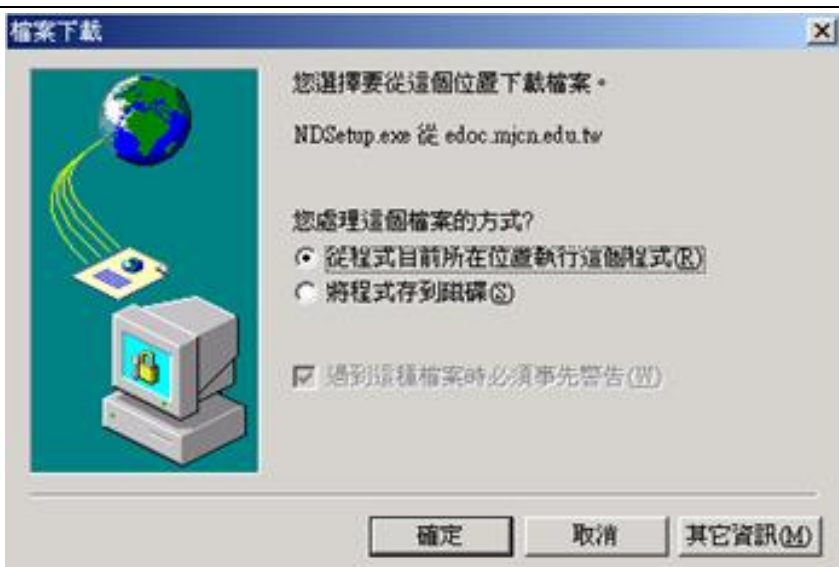 檔案下載
您選擇要從這個位置下載檔案。
NDSetup.exe 從 edoc.mjcn.edu.tw
您處理這個檔案的方式?
從程式目前所在位置執行這個程式(R)
將程式存到磁碟(S)
遇到這種檔案時必須事先警告(W)
確定
取消
其它資訊(M)